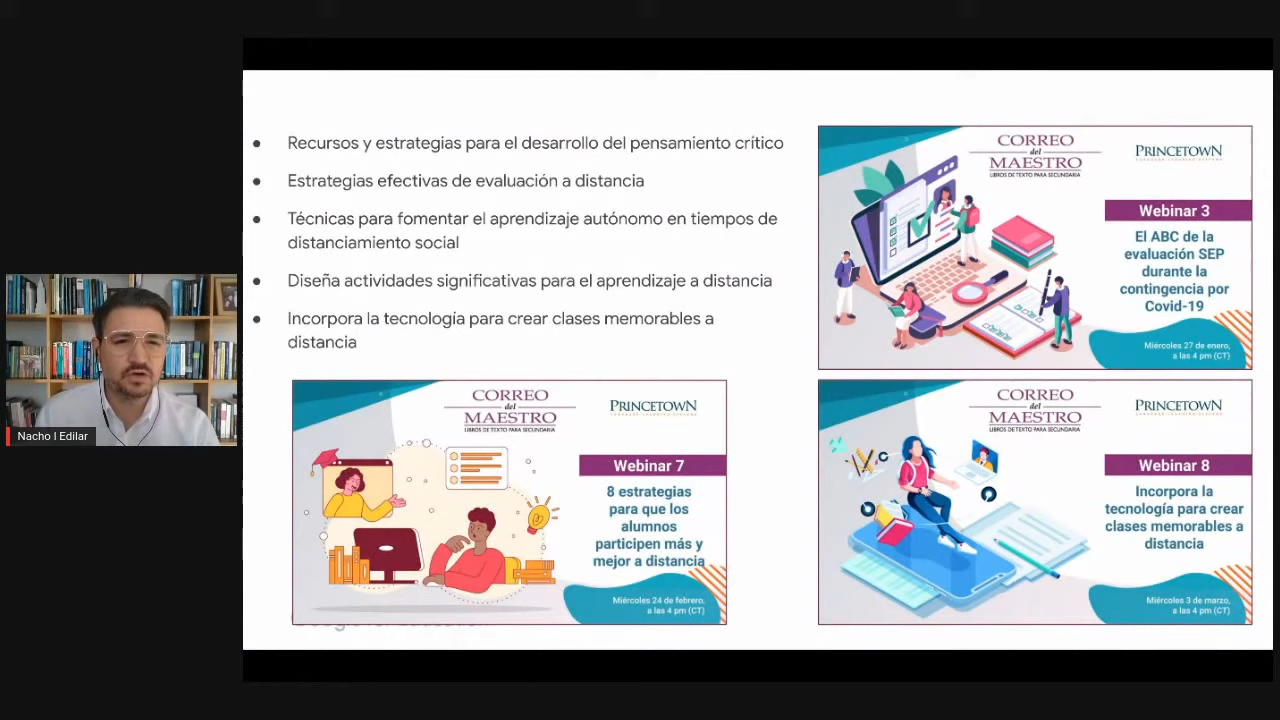 Recursos y estrategias para el desarrollo del pensamiento crítico
Estrategias efectivas de evaluación a distancia
Técnicas para fomentar el aprendizaje autónomo en tiempos de
distanciamiento social
Diseña actividades significativas para el aprendizaje a distancia
Incorpora la tecnología para crear clases memorables a
distancia
CORREO
del
MAESTRO
LIBROS DE TEXTO PARA SECUNDARIA
PRINCETOWN
Webinar 3
El ABC de la
evaluación SEP
durante la
contingencia por
Covid-19
Miércoles 27 de enero,
a las 4 pm (CT)
CORREO
del
MAESTRO
LIBROS DE TEXTO PARA SECUNDARIA
PRINCETOWN
Webinar 7
8 estrategias
para que los
alumnos
participen más y
mejor a distancia
Miércoles 24 de febrero,
a las 4 pm (CT)
CORREO
del
MAESTRO
LIBROS DE TEXTO PARA SECUNDARIA
PRINCETOWN
Webinar 8
Incorpora la
tecnología para crear
clases memorables a
distancia
Miércoles 3 de marzo,
a las 4 pm (CT)
Nacho I Edilar